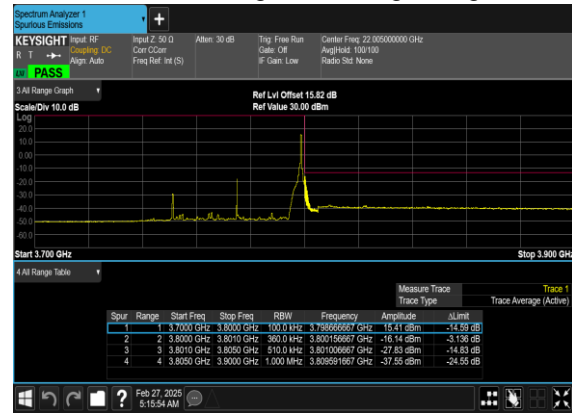 Spectrum Analyzer 1
Spurious Emissions
+
KEYSIGHT Input: RF Input Z: 50 Ω Atten: 30 dB Trig: Free Run Center Freq: 22.005000000 GHz
R T Coupling: DC Corr CCorr Gate: Off Avg|Hold: 100/100
Align: Auto Freq Ref: Int (S) IF Gain: Low Radio Std: None
PASS
3 All Range Graph
Ref Lvl Offset 15.82 dB
Scale/Div 10.0 dB Ref Value 30.00 dBm
Log
20.0
10.0
0.00
-10.0
-20.0
-30.0
-40.0
-50.0
-60.0
Start 3.700 GHz Stop 3.900 GHz
4 All Range Table
Measure Trace Trace 1
Trace Type Trace Average (Active)
Spur Range Start Freq Stop Freq RBW Frequency Amplitude ΔLimit
1 1 3.7000 GHz 3.8000 GHz 100.0 kHz 3.798666667 GHz 15.41 dBm -14.59 dB
2 2 3.8000 GHz 3.8010 GHz 360.0 kHz 3.800156667 GHz -16.14 dBm -3.136 dB
3 3 3.8010 GHz 3.8050 GHz 510.0 kHz 3.801006667 GHz -27.83 dBm -14.83 dB
4 4 3.8050 GHz 3.9000 GHz 1.000 MHz 3.809591667 GHz -37.55 dBm -24.55 dB
? Feb 27, 2025
5:15:54 AM